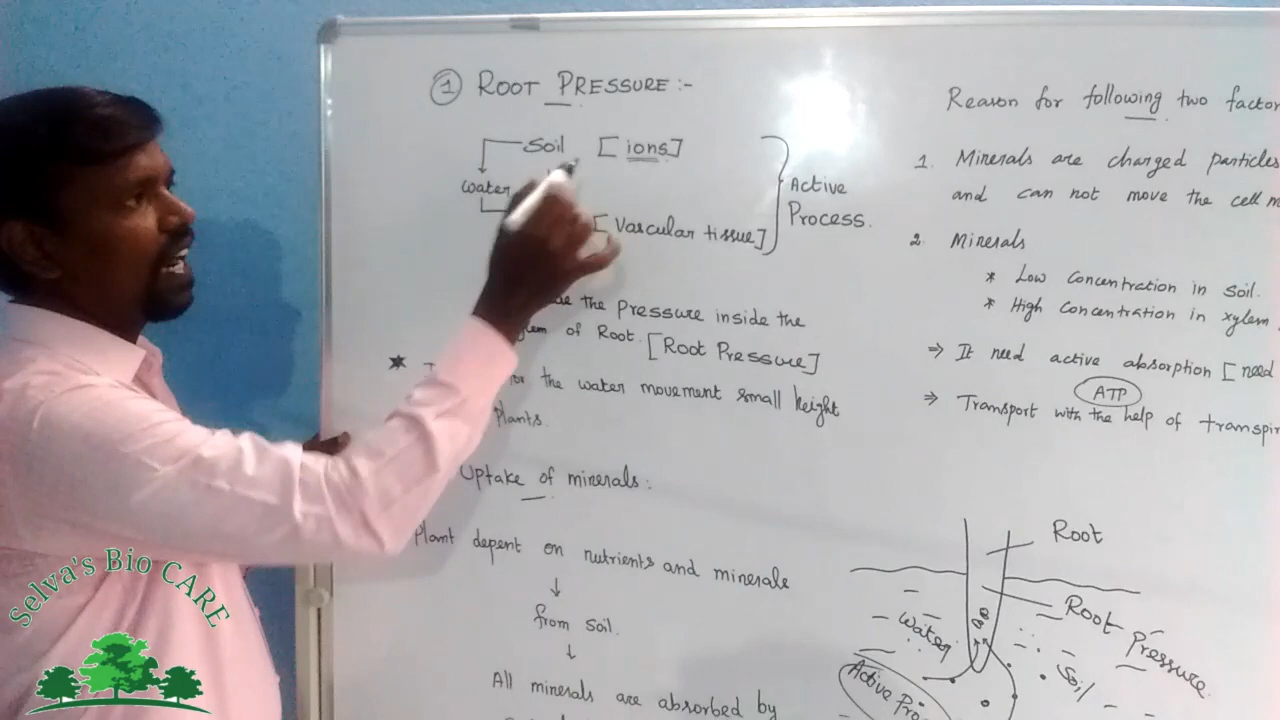 ① ROOT PRESSURE :-
Soil [ions]
Water
[Vascular tissue]
Active
Process.
the Pressure inside the
of Root. [Root Pressure]
★
the water movement small height
Plants.
Uptake of minerals:
Plant depent on nutrients and minerals
↓
from soil.
↓
All minerals are absorbed by
Reason for following two factor
1. Minerals are charged particles
and can not move the cell
2. Minerals
* Low Concentration in soil.
* High Concentration in xylem.
⇒ It need active absorption [need
ATP
⇒ Transport with the help of
Root
Root Pressure
Water
Soil
Active
Selva's Bio CARE